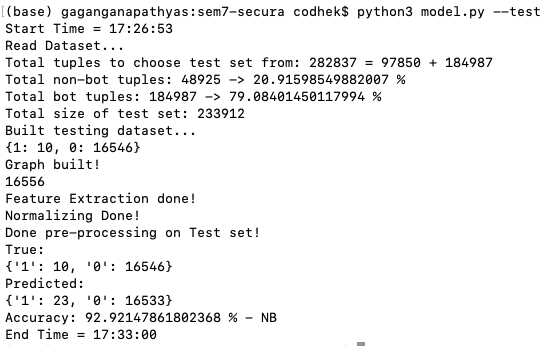 (base) gaganganapathyas:sem7-secura codhek$ python3 model.py --test
Start Time = 17:26:53
Read Dataset...
Total tuples to choose test set from: 282837 = 97850 + 184987
Total non-bot tuples: 48925 -> 20.91598549882007 %
Total bot tuples: 184987 -> 79.08401450117994 %
Total size of test set: 233912
Built testing dataset...
{1: 10, 0: 16546}
Graph built!
16556
Feature Extraction done!
Normalizing Done!
Done pre-processing on Test set!
True:
{'1': 10, '0': 16546}
Predicted:
{'1': 23, '0': 16533}
Accuracy: 92.92147861802368 % - NB
End Time = 17:33:00